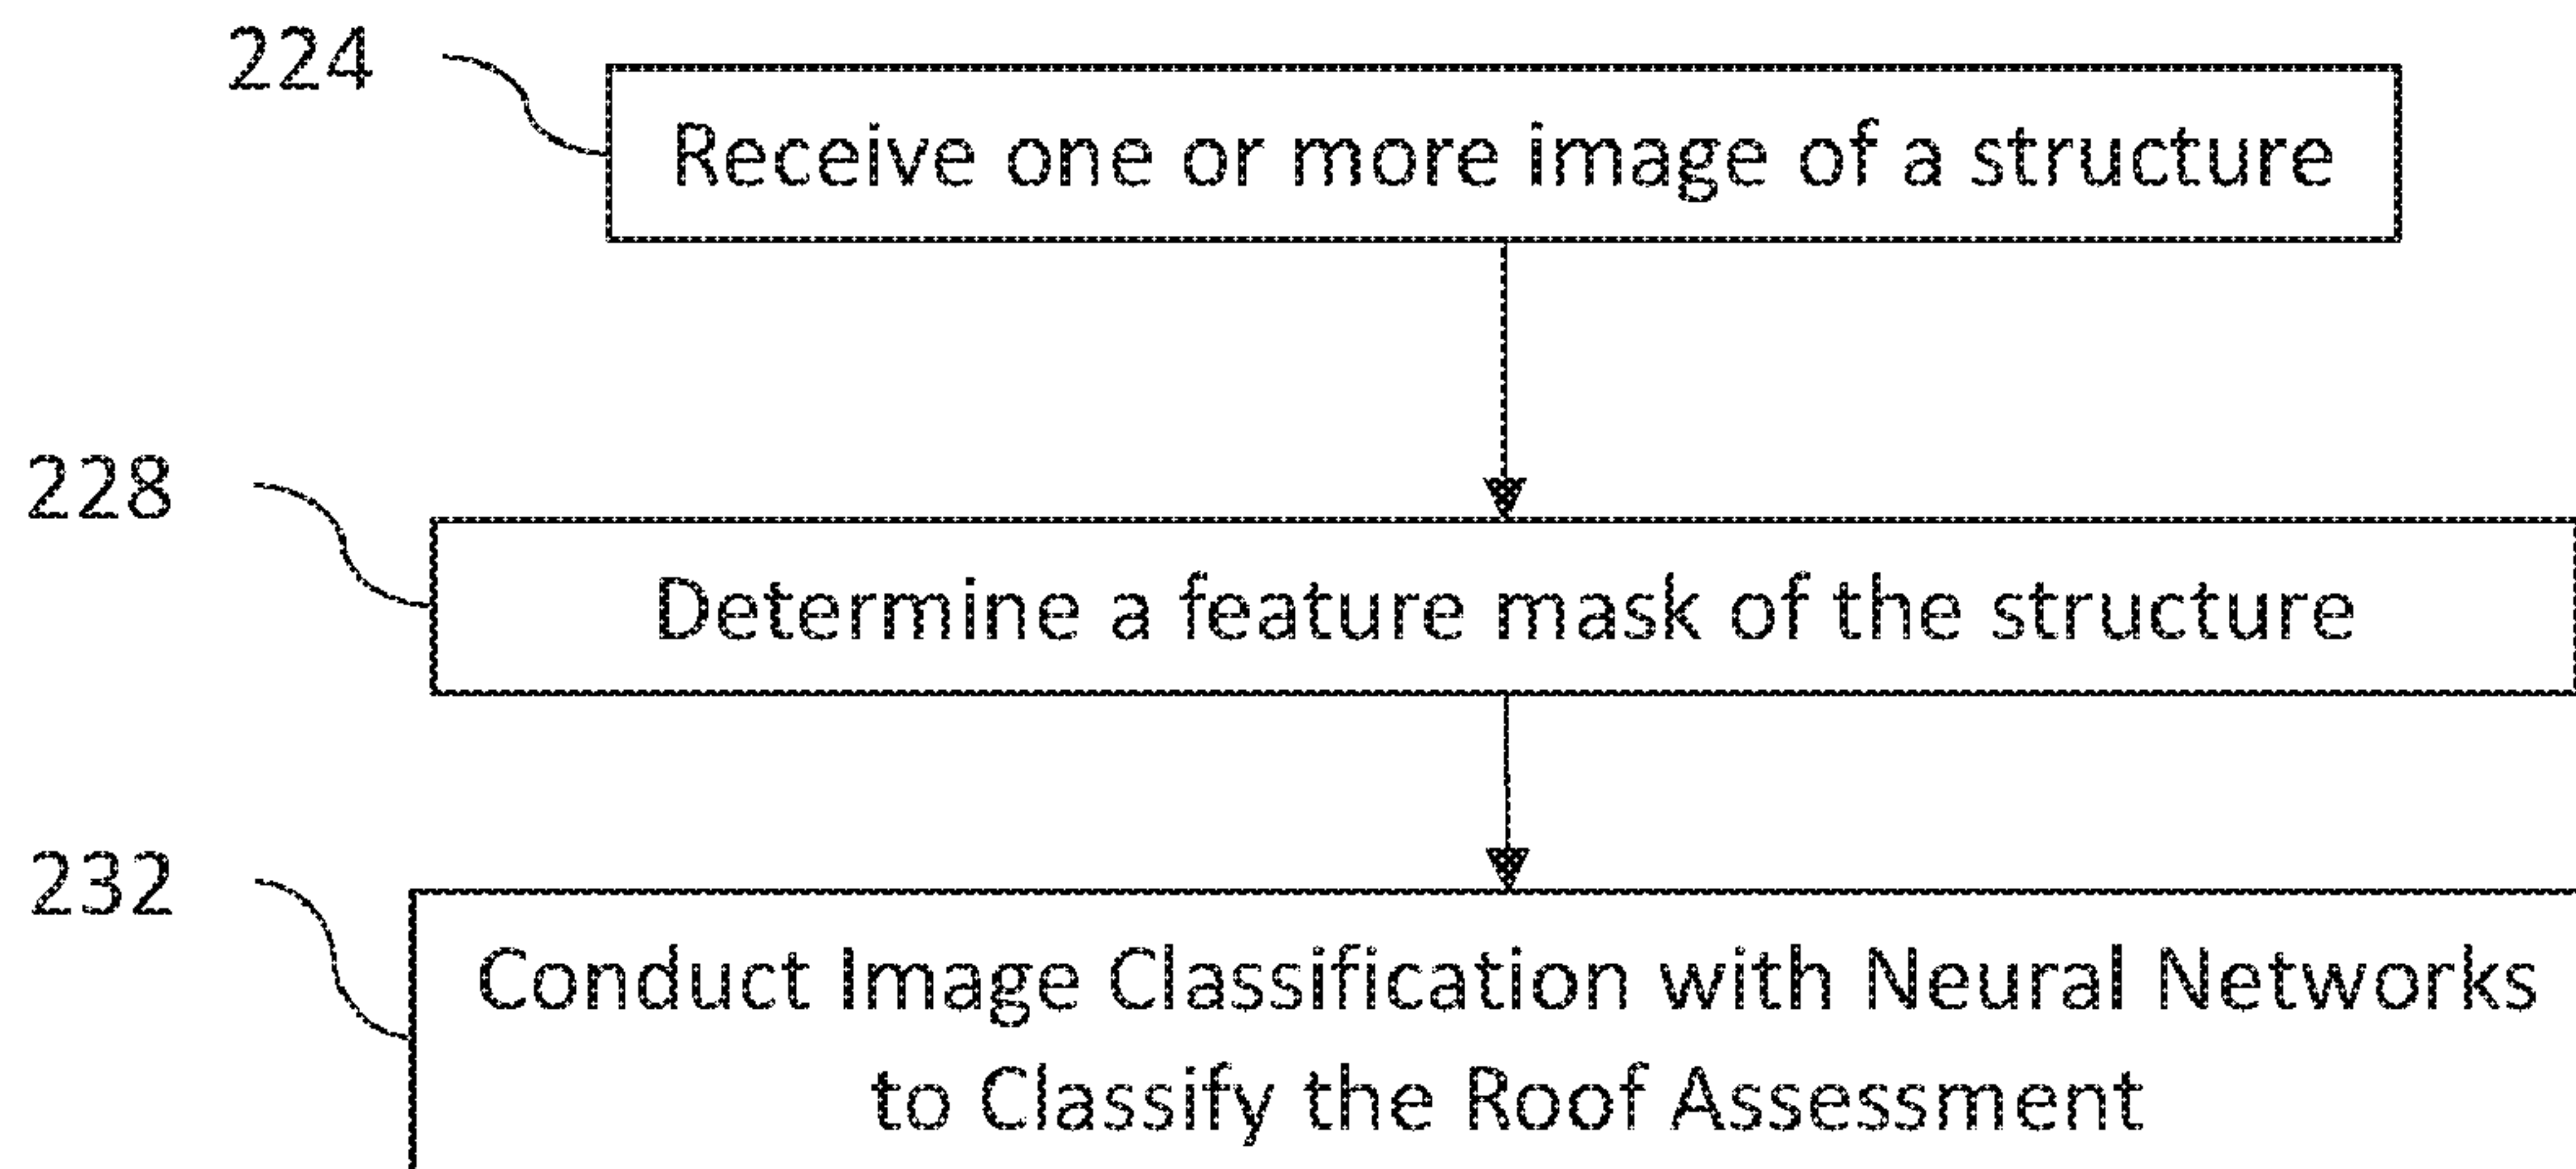 224
Receive one or more image of a structure
228
Determine a feature mask of the structure
232
Conduct Image Classification with Neural Networks
to Classify the Roof Assessment